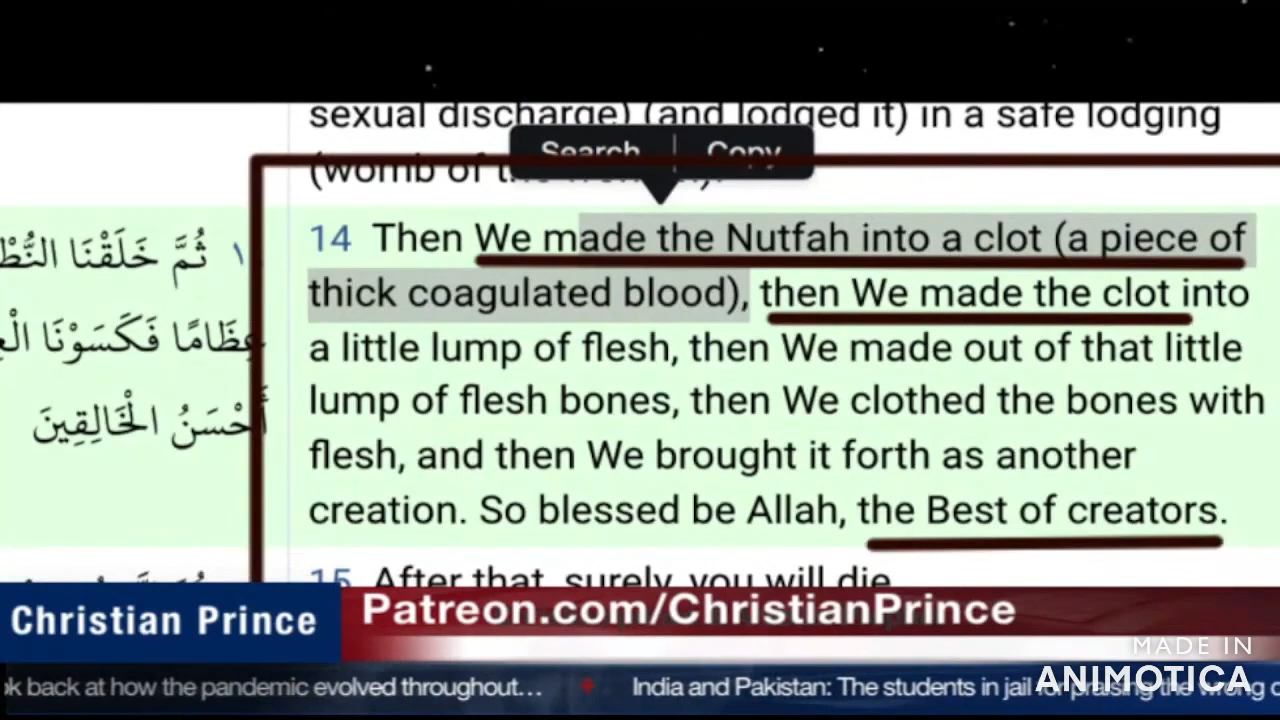 sexual discharge) (and lodged it) in a safe lodging
Search | Copy
(womb of
14 Then We made the Nutfah into a clot (a piece of
thick coagulated blood), then We made the clot into
a little lump of flesh, then We made out of that little
lump of flesh bones, then We clothed the bones with
flesh, and then We brought it forth as another
creation. So blessed be Allah, the Best of creators.
15 After that, surely, you will die
ثُمَّ خَلَقْنَا
عِظَامًا فَكَسَوْنَا
أَحْسَنُ الْخَالِقِينَ
Christian Prince
Patreon.com/ChristianPrince
MADE IN
ANIMOTICA
back at how the pandemic evolved throughout... India and Pakistan: The students in jail for praising the wrong